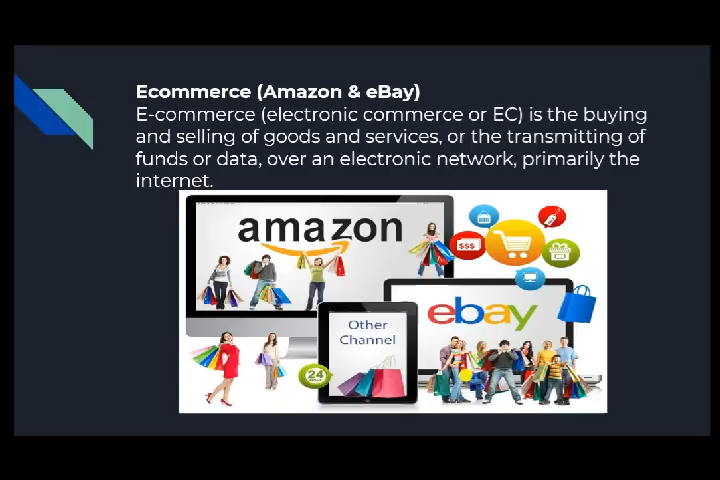 Ecommerce (Amazon & eBay)
E-commerce (electronic commerce or EC) is the buying
and selling of goods and services, or the transmitting of
funds or data, over an electronic network, primarily the
internet.
amazon
$$$
ebay
Other
Channel
24